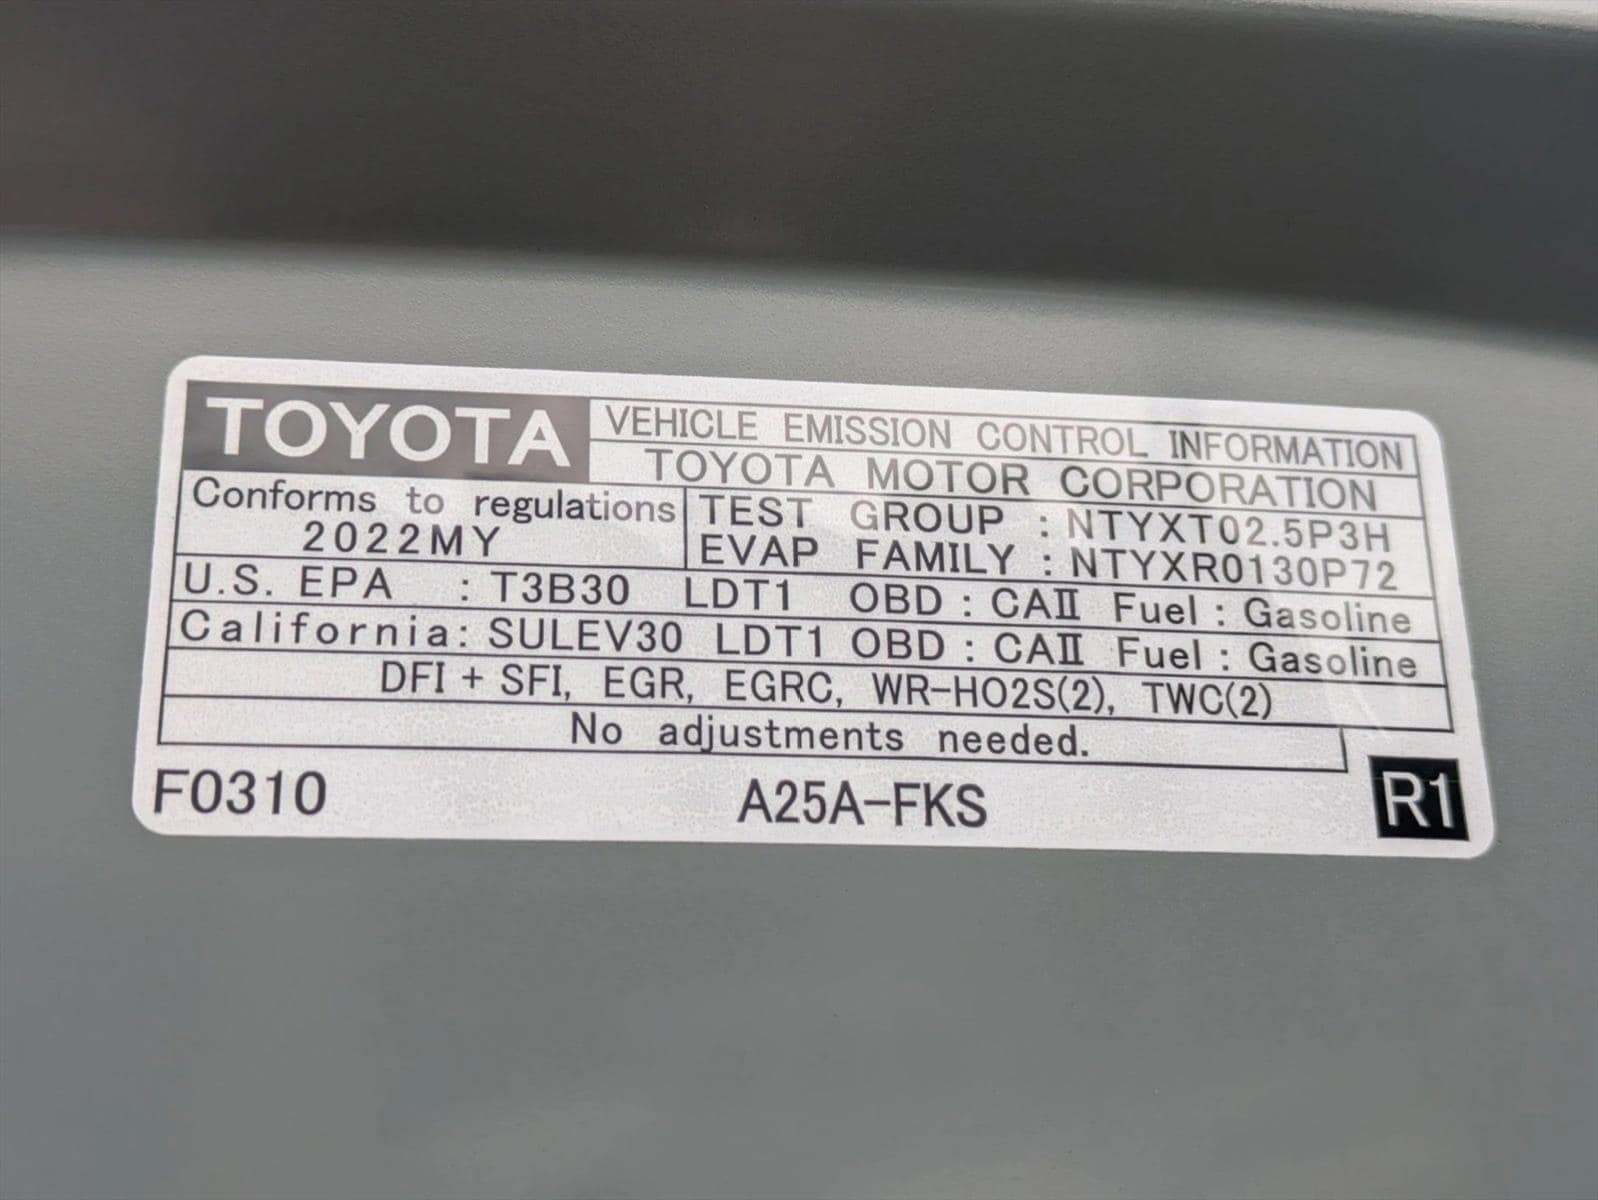 TOYOTA VEHICLE EMISSION CONTROL INFORMATION
TOYOTA MOTOR CORPORATION
Conforms to regulations TEST GROUP : NTYXT02.5P3H
2022MY EVAP FAMILY : NTYXR0130P72
U.S. EPA : T3B30 LDT1 OBD : CAⅡ Fuel : Gasoline
California: SULEV30 LDT1 OBD : CAⅡ Fuel : Gasoline
DFI + SFI, EGR, EGRC, WR-HO2S(2), TWC(2)
No adjustments needed.
F0310 A25A-FKS R1